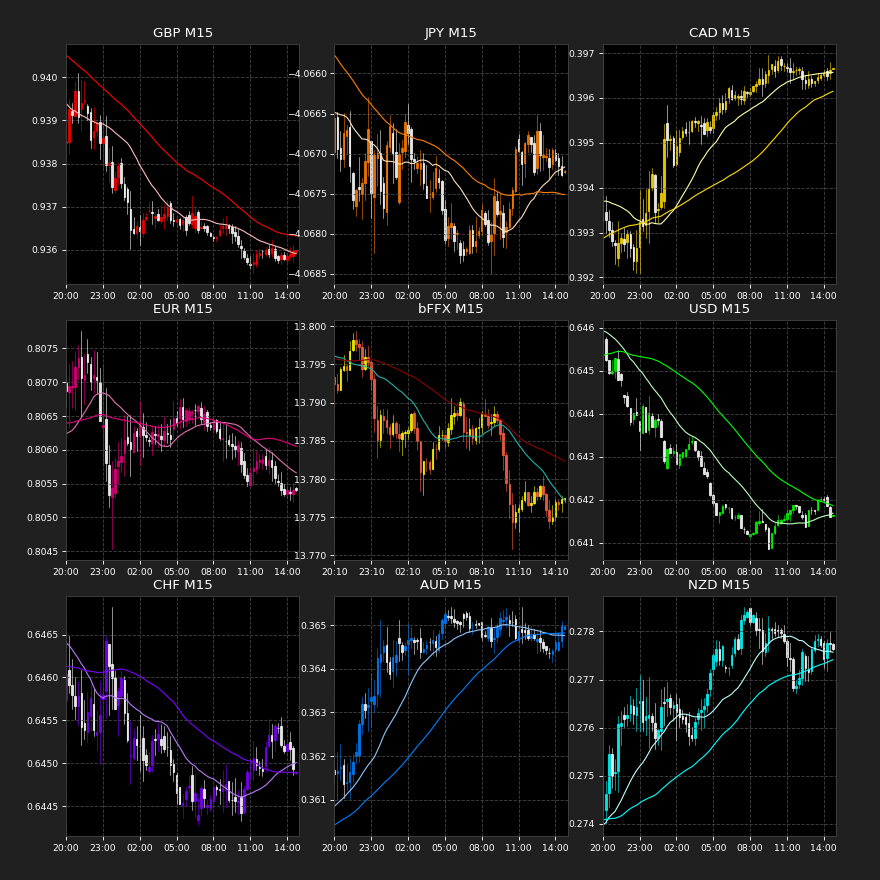 GBP M15
JPY M15
CAD M15
0.940
0.939
0.938
0.937
0.936
−4.0660
−4.0665
−4.0670
−4.0675
−4.0680
−4.0685
0.397
0.396
0.395
0.394
0.393
0.392
20:00 23:00 02:00 05:00 08:00 11:00 14:00
20:00 23:00 02:00 05:00 08:00 11:00 14:00
20:00 23:00 02:00 05:00 08:00 11:00 14:00
EUR M15
bFFX M15
USD M15
0.8075
0.8070
0.8065
0.8060
0.8055
0.8050
0.8045
13.800
13.795
13.790
13.785
13.780
13.775
13.770
0.646
0.645
0.644
0.643
0.642
0.641
20:00 23:00 02:00 05:00 08:00 11:00 14:00
20:10 23:10 02:10 05:10 08:10 11:10 14:10
20:00 23:00 02:00 05:00 08:00 11:00 14:00
CHF M15
AUD M15
NZD M15
0.6465
0.6460
0.6455
0.6450
0.6445
0.365
0.364
0.363
0.362
0.361
0.278
0.277
0.276
0.275
0.274
20:00 23:00 02:00 05:00 08:00 11:00 14:00
20:00 23:00 02:00 05:00 08:00 11:00 14:00
20:00 23:00 02:00 05:00 08:00 11:00 14:00